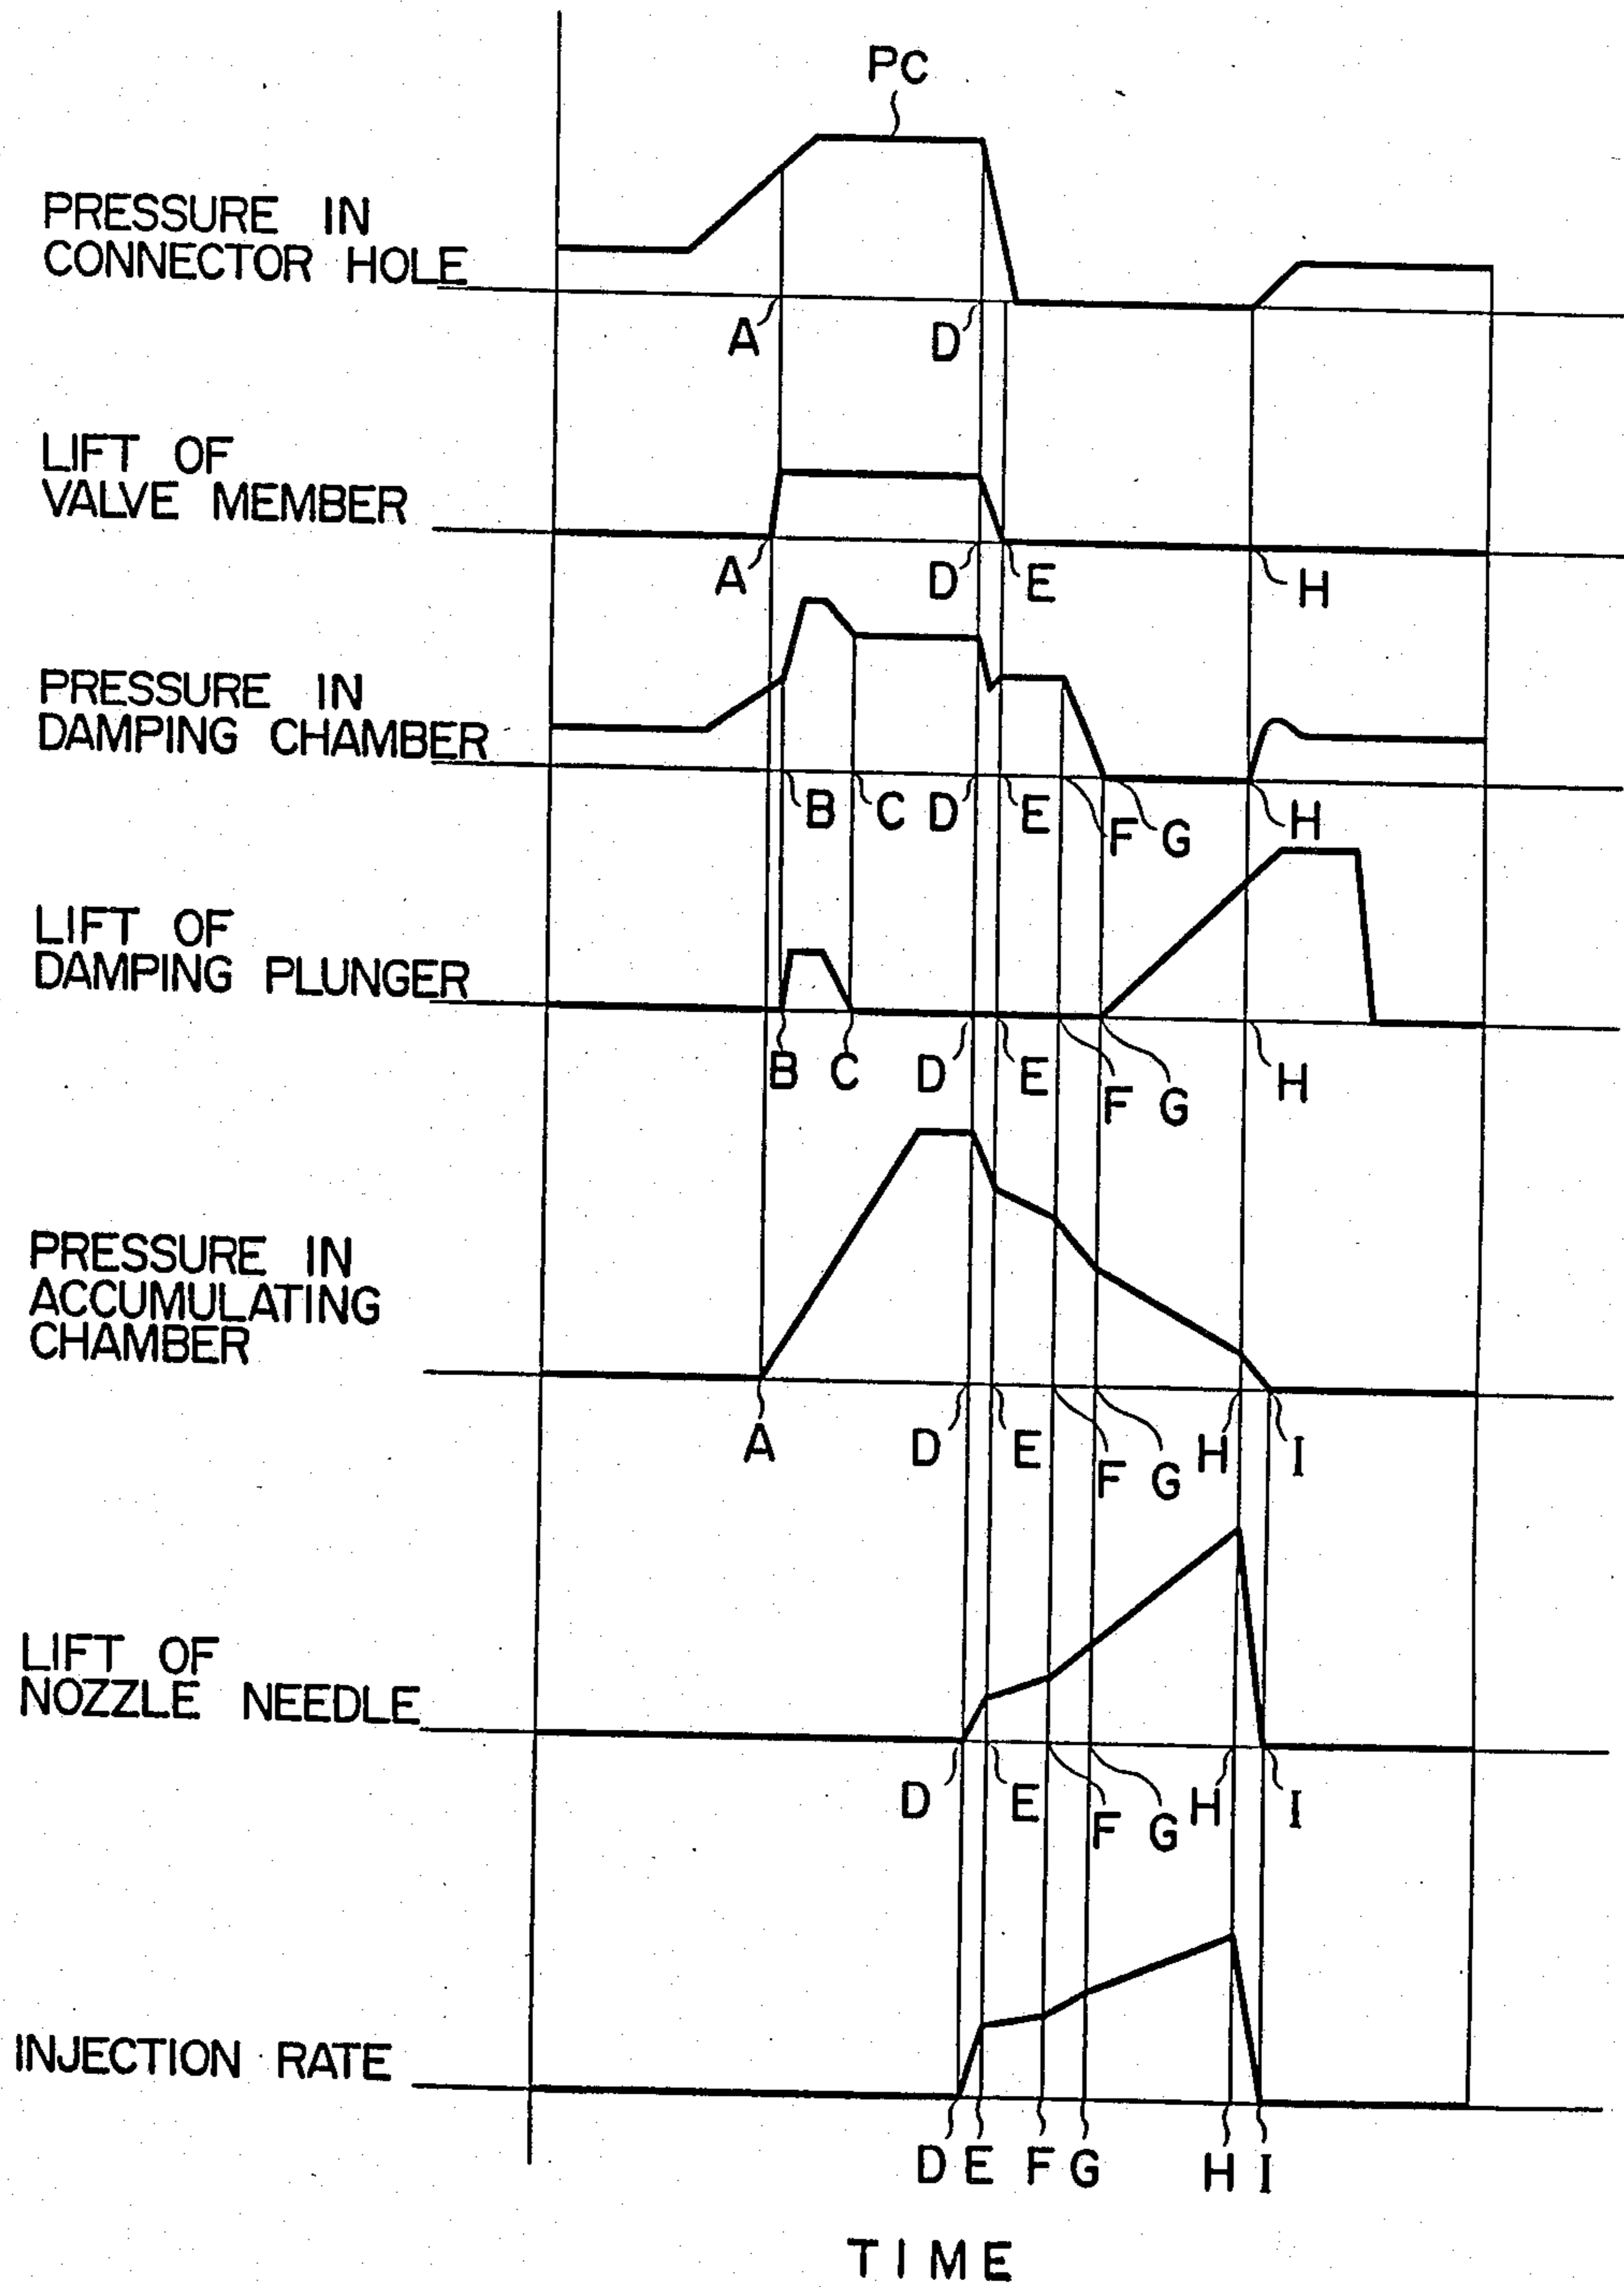 PC
PRESSURE IN
CONNECTOR HOLE
A D
LIFT OF
VALVE MEMBER
A D E H
PRESSURE IN
DAMPING CHAMBER
B C D E F G H
LIFT OF
DAMPING PLUNGER
B C D E F G H
PRESSURE IN
ACCUMULATING
CHAMBER
A D E F G H I
LIFT OF
NOZZLE NEEDLE
D E F G H I
INJECTION RATE
D E F G H I
TIME